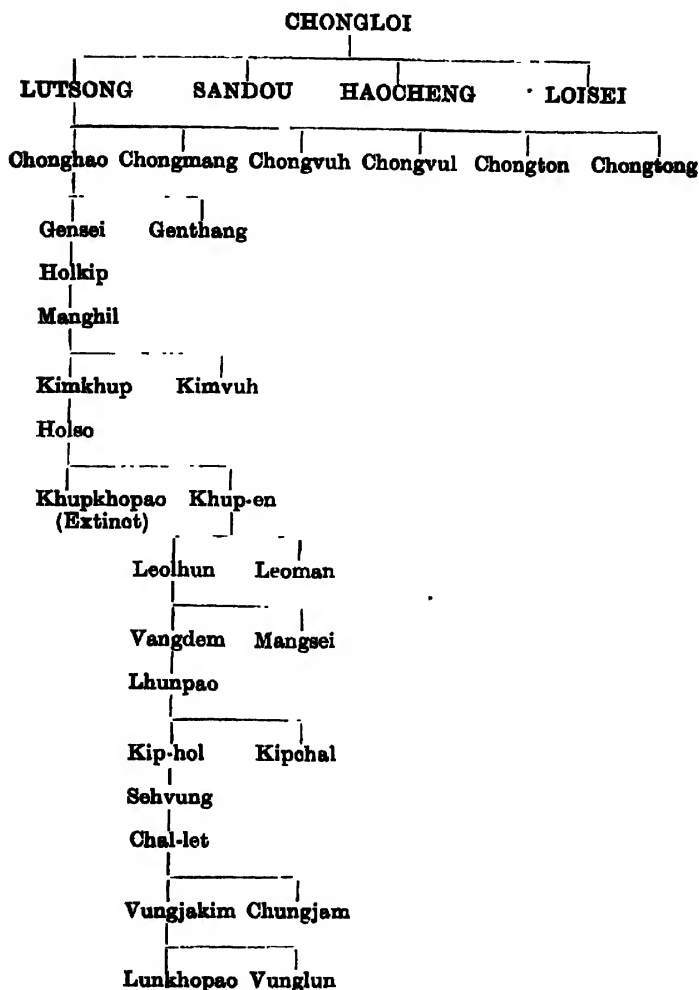 CHONGLOI
LUTSONG SANDOU HAOCHENG LOISEI
Chonghao Chongmang Chongvuh Chongvul Chongton Chongtong
Gensei Genthang
Holkip
Manghil
Kimkhup Kimvuh
Holso
Khupkhopao Khup-en
(Extinct)
Leolhun Leoman
Vangdem Mangsei
Lhunpao
Kip-hol Kipchal
Sehvung
Chal-let
Vungjakim Chungjam
Lunkhopao Vunglun